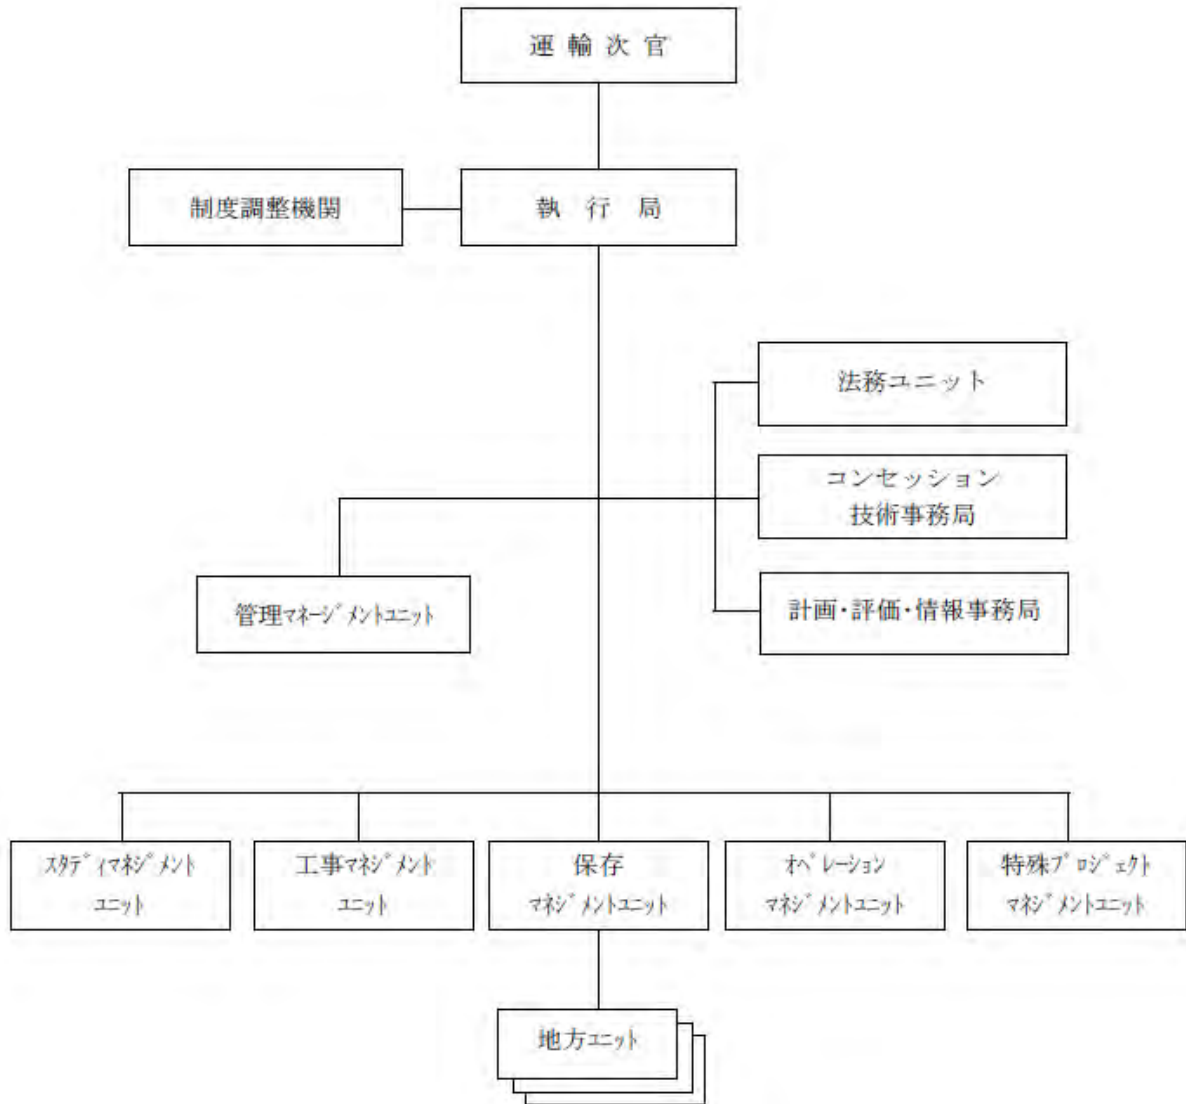 運輸次官
制度調整機関
執行局
法務ユニット
コンセッション
技術事務局
管理ﾏﾈｰｼﾞﾒﾝﾄﾕﾆｯﾄ
計画・評価・情報事務局
ｽﾀﾃﾞｨﾏﾈｼﾞﾒﾝﾄ
ﾕﾆｯﾄ
工事ﾏﾈｼﾞﾒﾝﾄ
ﾕﾆｯﾄ
保存
ﾏﾈｼﾞﾒﾝﾄﾕﾆｯﾄ
ｵﾍﾟﾚｰｼｮﾝ
ﾏﾈｼﾞﾒﾝﾄﾕﾆｯﾄ
特殊ﾌﾟﾛｼﾞｪｸﾄ
ﾏﾈｼﾞﾒﾝﾄﾕﾆｯﾄ
地方ﾕﾆｯﾄ